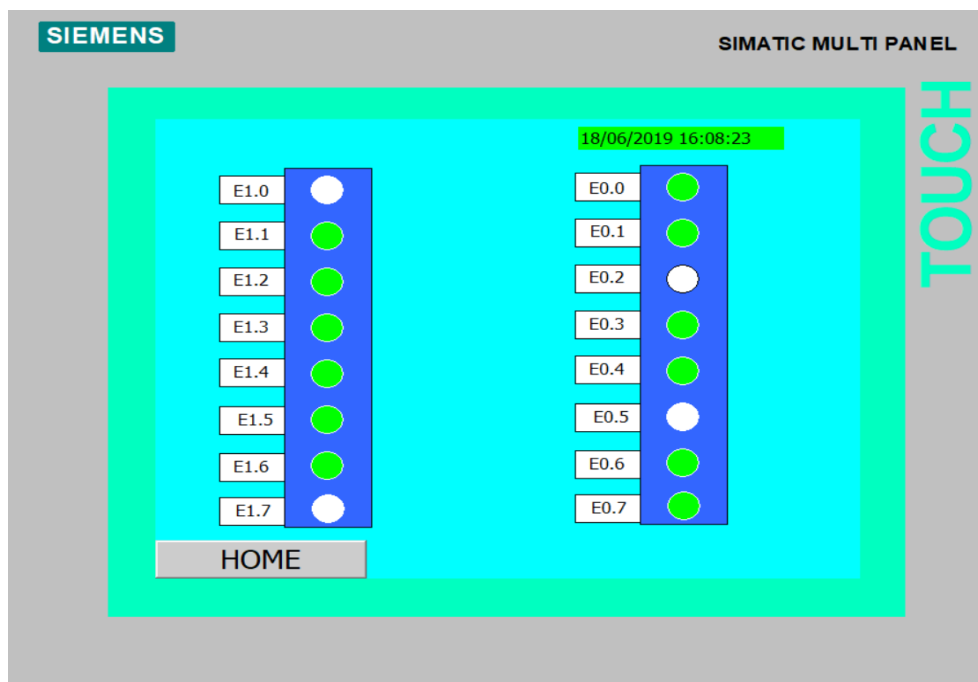 SIEMENS
SIMATIC MULTI PANEL
TOUCH
18/06/2019 16:08:23
E1.0
E1.1
E1.2
E1.3
E1.4
E1.5
E1.6
E1.7
E0.0
E0.1
E0.2
E0.3
E0.4
E0.5
E0.6
E0.7
HOME